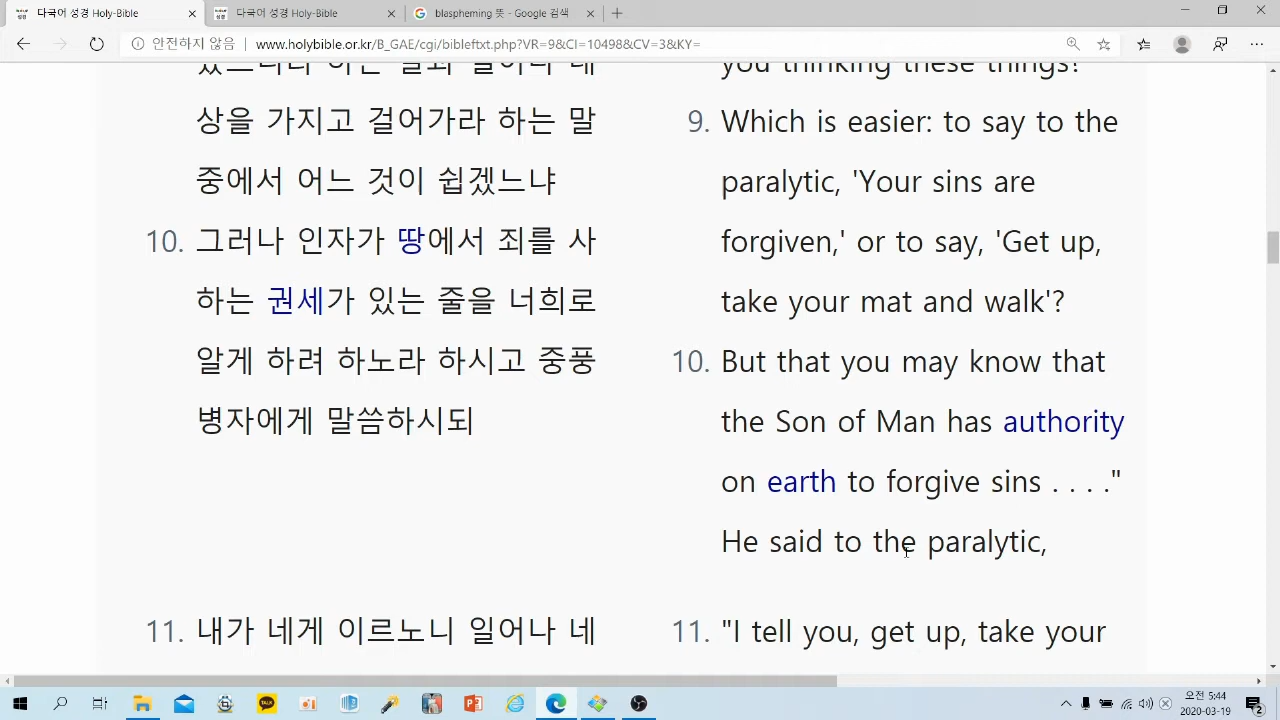 다국어 성경 Holy-Bible
다국어 성경 Holy-Bible
blaspheming 뜻 - Google 검색
안전하지 않음
www.holybible.or.kr/B_GAE/cgi/bibleftxt.php?VR=9&CI=10498&CV=3&KY=
상을 가지고 걸어가라 하는 말
중에서 어느 것이 쉽겠느냐
10. 그러나 인자가 땅에서 죄를 사
하는 권세가 있는 줄을 너희로
알게 하려 하노라 하시고 중풍
병자에게 말씀하시되
11. 내가 네게 이르노니 일어나 네
you thinking these things?
9. Which is easier: to say to the
paralytic, 'Your sins are
forgiven,' or to say, 'Get up,
take your mat and walk'?
10. But that you may know that
the Son of Man has authority
on earth to forgive sins . . . ."
He said to the paralytic,
11. "I tell you, get up, take your
오전 5:44
2020-03-19